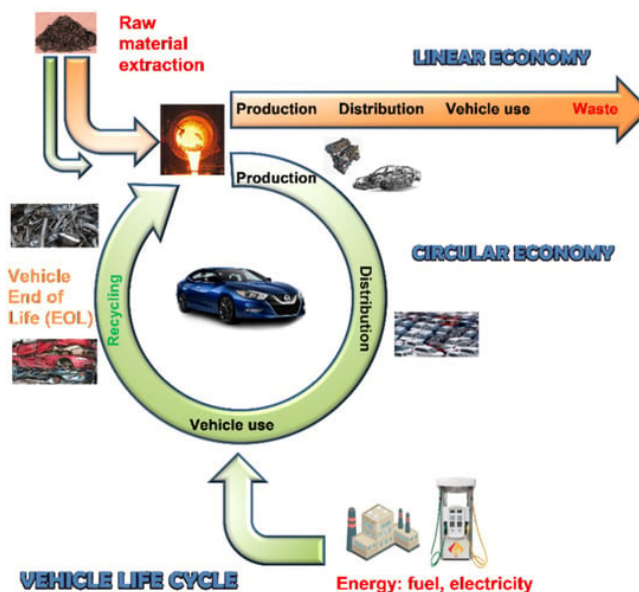 Raw
material
extraction
LINEAR ECONOMY
Production Distribution Vehicle use Waste
Production
CIRCULAR ECONOMY
Distribution
Vehicle
End of
Life (EOL)
Recycling
Vehicle use
VEHICLE LIFE CYCLE
Energy: fuel, electricity